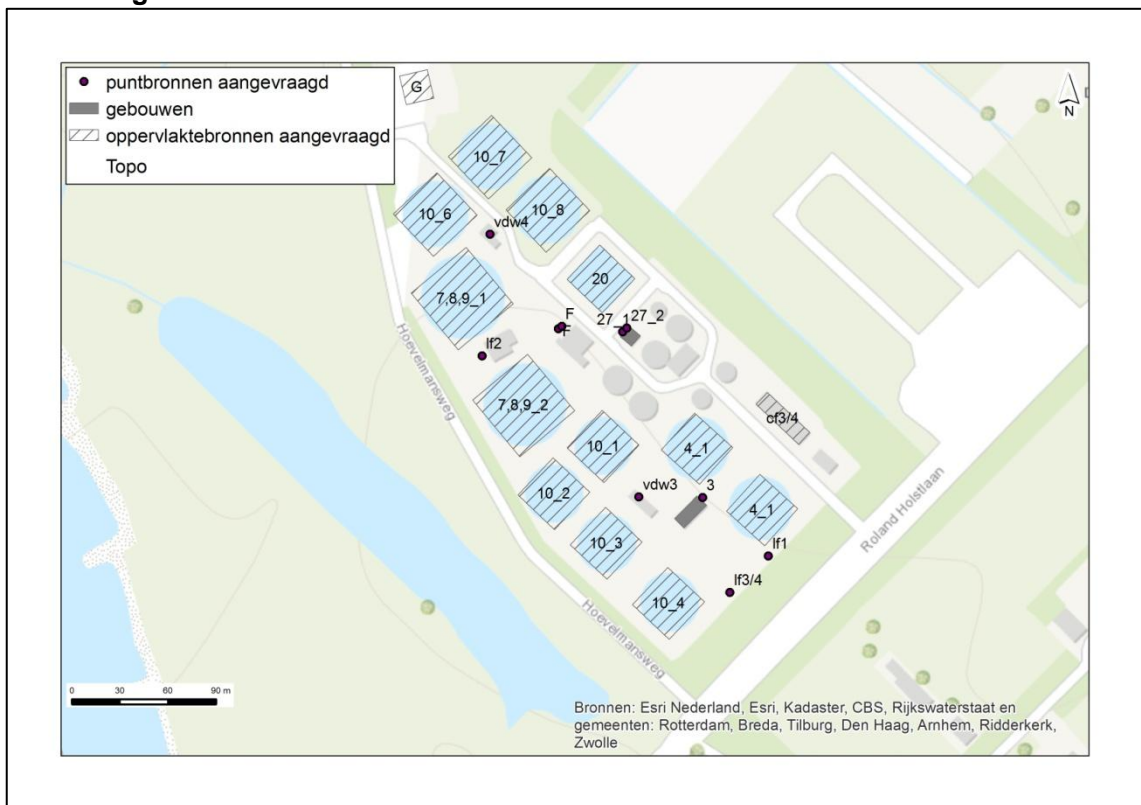 puntbronnen aangevraagd
gebouwen
oppervlaktebronnen aangevraagd
Topo
G
N
10_7
10_6
10_8
vdw4
20
7,8,9_1
F
F
27_1
27_2
lf2
Hoevelmansweg
7,8,9_2
cf3/4
10_1
4_1
10_2
vdw3
3
4_1
Roland Holstlaan
10_3
lf1
lf3/4
10_4
Hoevelmansweg
0 30 60 90 m
Bronnen: Esri Nederland, Esri, Kadaster, CBS, Rijkswaterstaat en
gemeenten: Rotterdam, Breda, Tilburg, Den Haag, Arnhem, Ridderkerk,
Zwolle